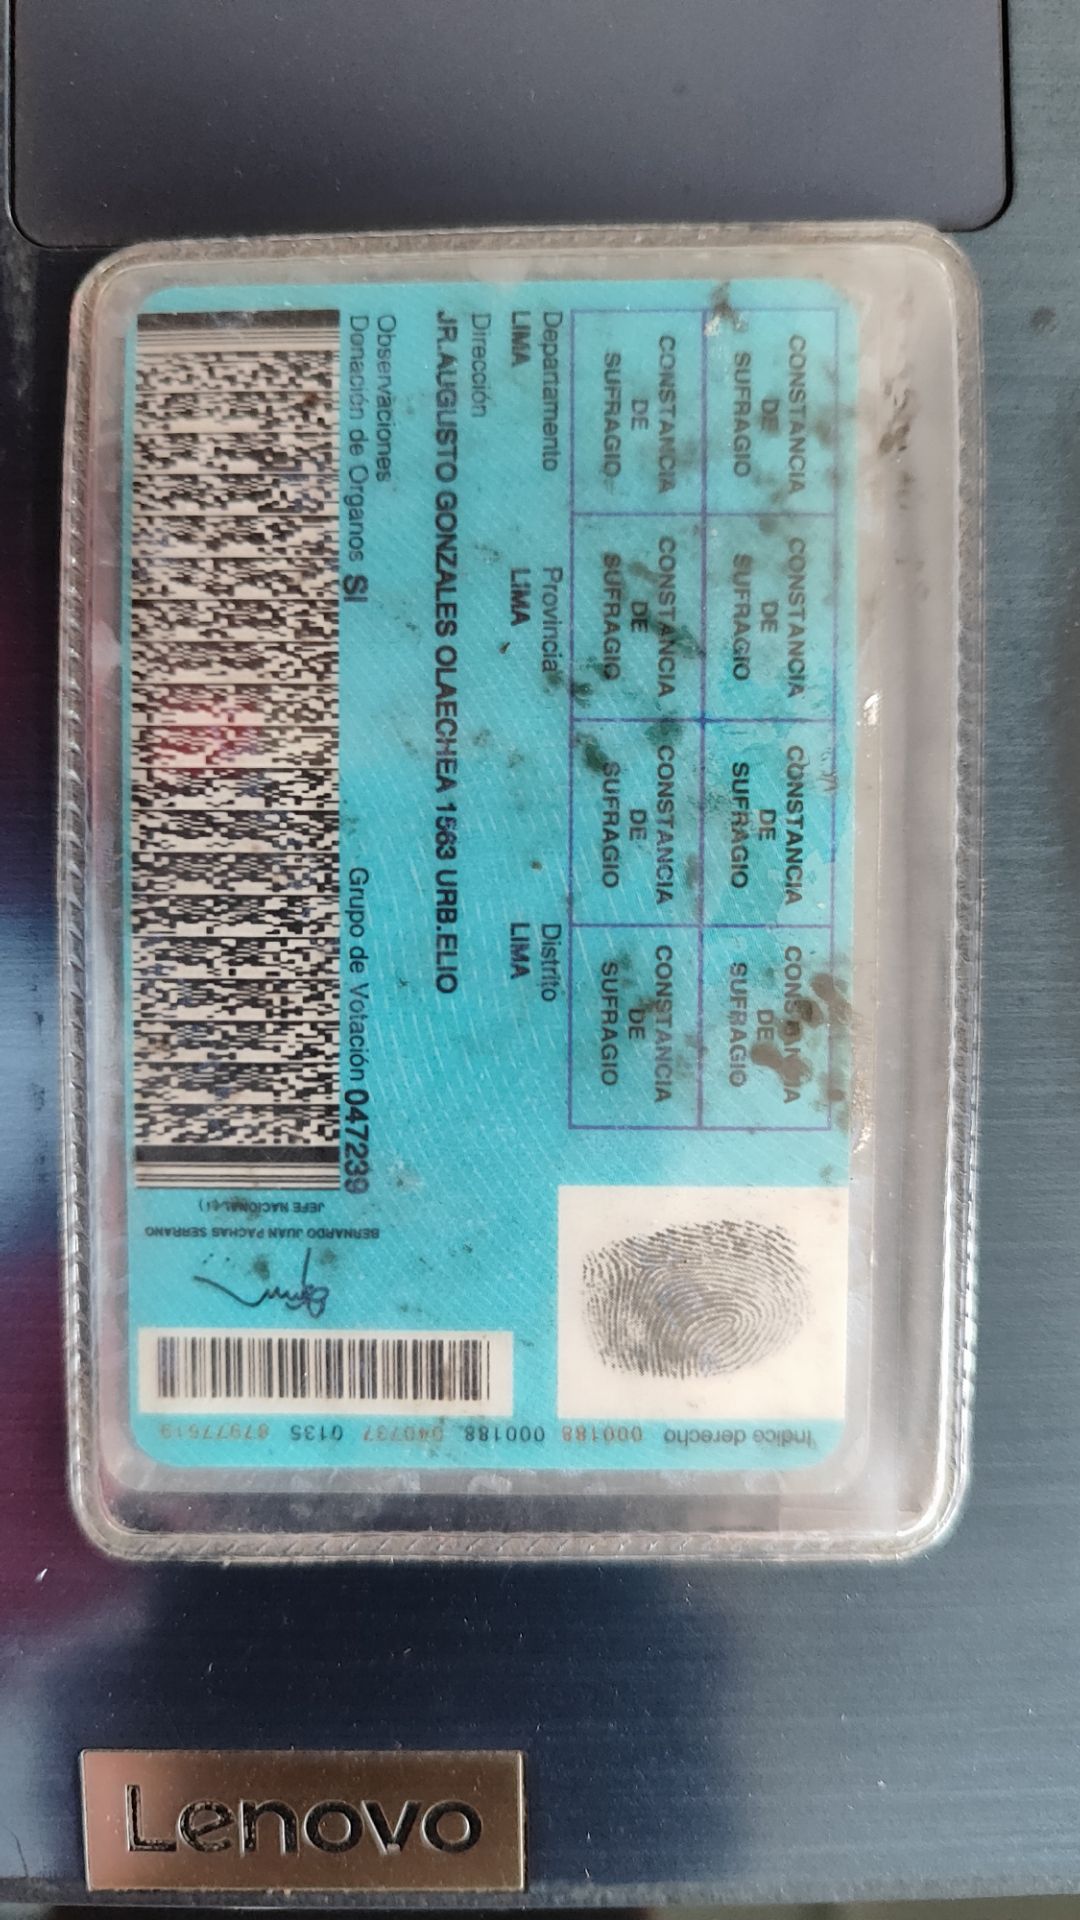 CONSTANCIA DE SUFRAGIO
CONSTANCIA DE SUFRAGIO
CONSTANCIA DE SUFRAGIO
CONSTANCIA DE SUFRAGIO
CONSTANCIA DE SUFRAGIO
CONSTANCIA DE SUFRAGIO
CONSTANCIA DE SUFRAGIO
CONSTANCIA DE SUFRAGIO
Departamento Provincia Distrito
LIMA LIMA LIMA
Dirección
JR.AUGUSTO GONZALES OLAECHEA 1563 URB.ELIO
Observaciones
Donación de Organos SI Grupo de Votación 047239
BERNARDO JUAN PACHAS SERRANO
JEFE NACIONAL
Indice derecho 000188 000188 040737 0135
Lenovo